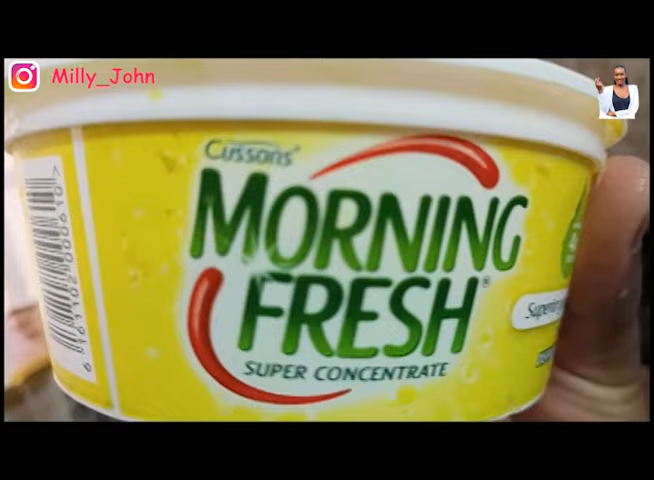 Milly_John
Cussons
MORNING
FRESH®
SUPER CONCENTRATE